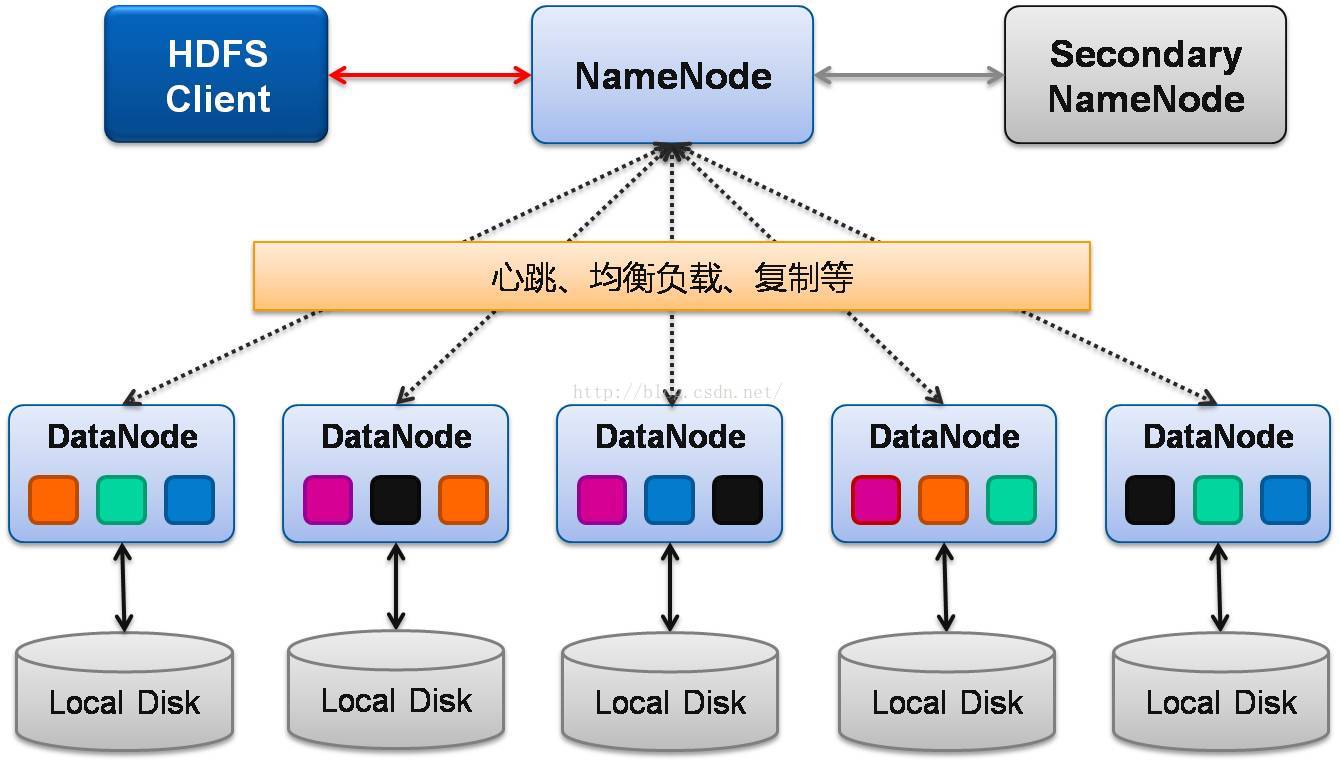 HDFS
Client
NameNode
Secondary
NameNode
心跳、均衡负载、复制等
http://blog.csdn.net/
DataNode
DataNode
DataNode
DataNode
DataNode
Local Disk
Local Disk
Local Disk
Local Disk
Local Disk